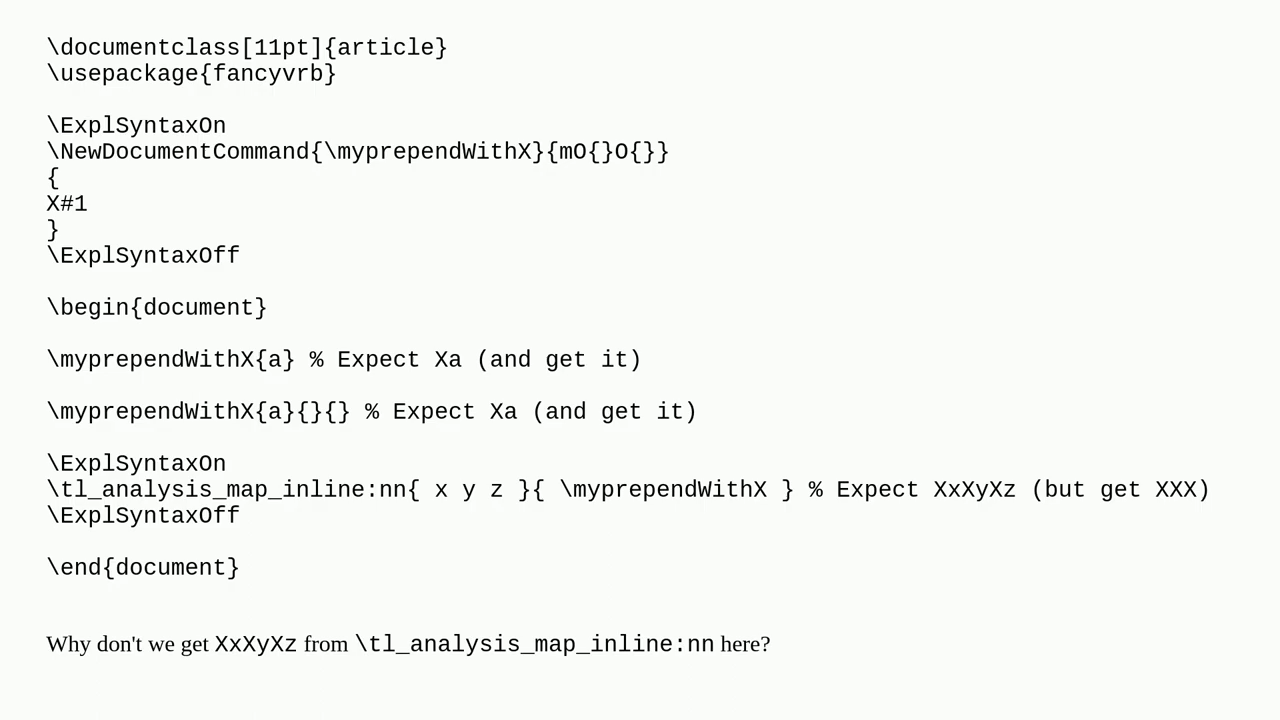 \documentclass[11pt]{article}
\usepackage{fancyvrb}
\ExplSyntaxOn
\NewDocumentCommand{\myprependWithX}{mO{}O{}}
{
X#1
}
\ExplSyntaxOff
\begin{document}
\myprependWithX{a} % Expect Xa (and get it)
\myprependWithX{a}{}{} % Expect Xa (and get it)
\ExplSyntaxOn
\tl_analysis_map_inline:nn{ x y z }{ \myprependWithX } % Expect XxXyXz (but get XXX)
\ExplSyntaxOff
\end{document}
Why don't we get XxXyXz from \tl_analysis_map_inline:nn here?